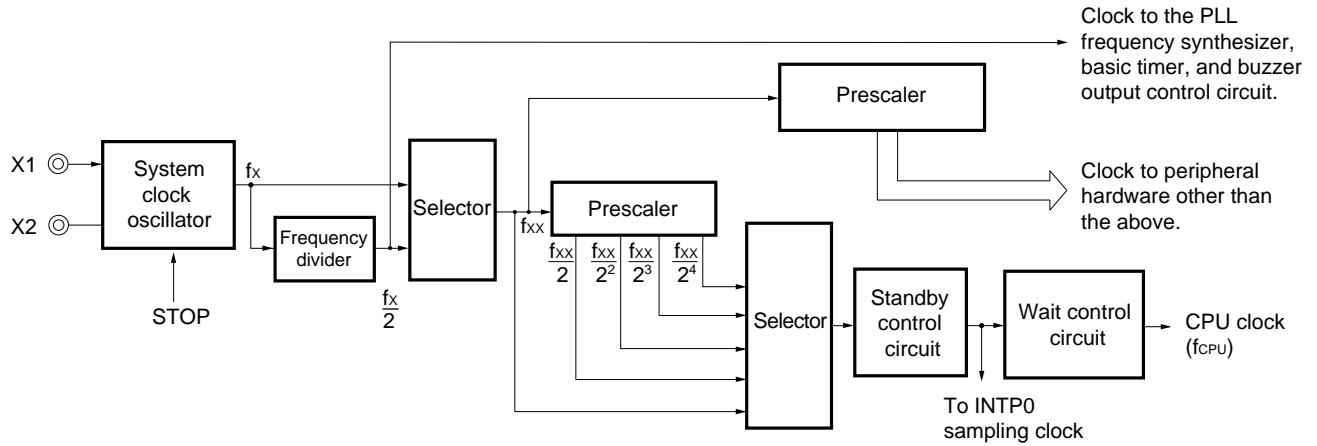 Clock to the PLL
frequency synthesizer,
basic timer, and buzzer
output control circuit.
Prescaler
X1
X2
System
clock
oscillator
fX
Selector
Clock to peripheral
hardware other than
the above.
Frequency
divider
fX/2
fXX
Prescaler
fXX/2
fXX/2²
fXX/2³
fXX/2⁴
STOP
Selector
Standby
control
circuit
Wait control
circuit
CPU clock
(fCPU)
To INTP0
sampling clock